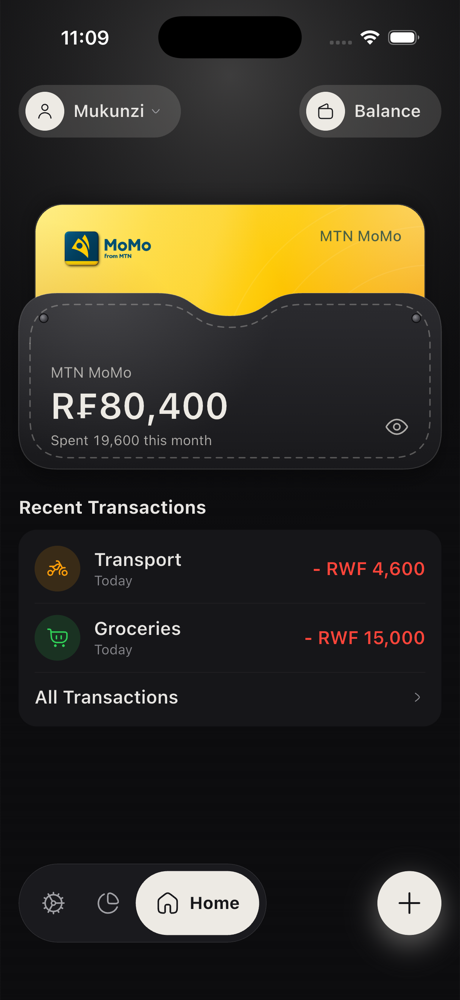 11:09
Mukunzi
Balance
MoMo
from MTN
MTN MoMo
MTN MoMo
R₣80,400
Spent 19,600 this month
Recent Transactions
Transport
Today
- RWF 4,600
Groceries
Today
- RWF 15,000
All Transactions
Home